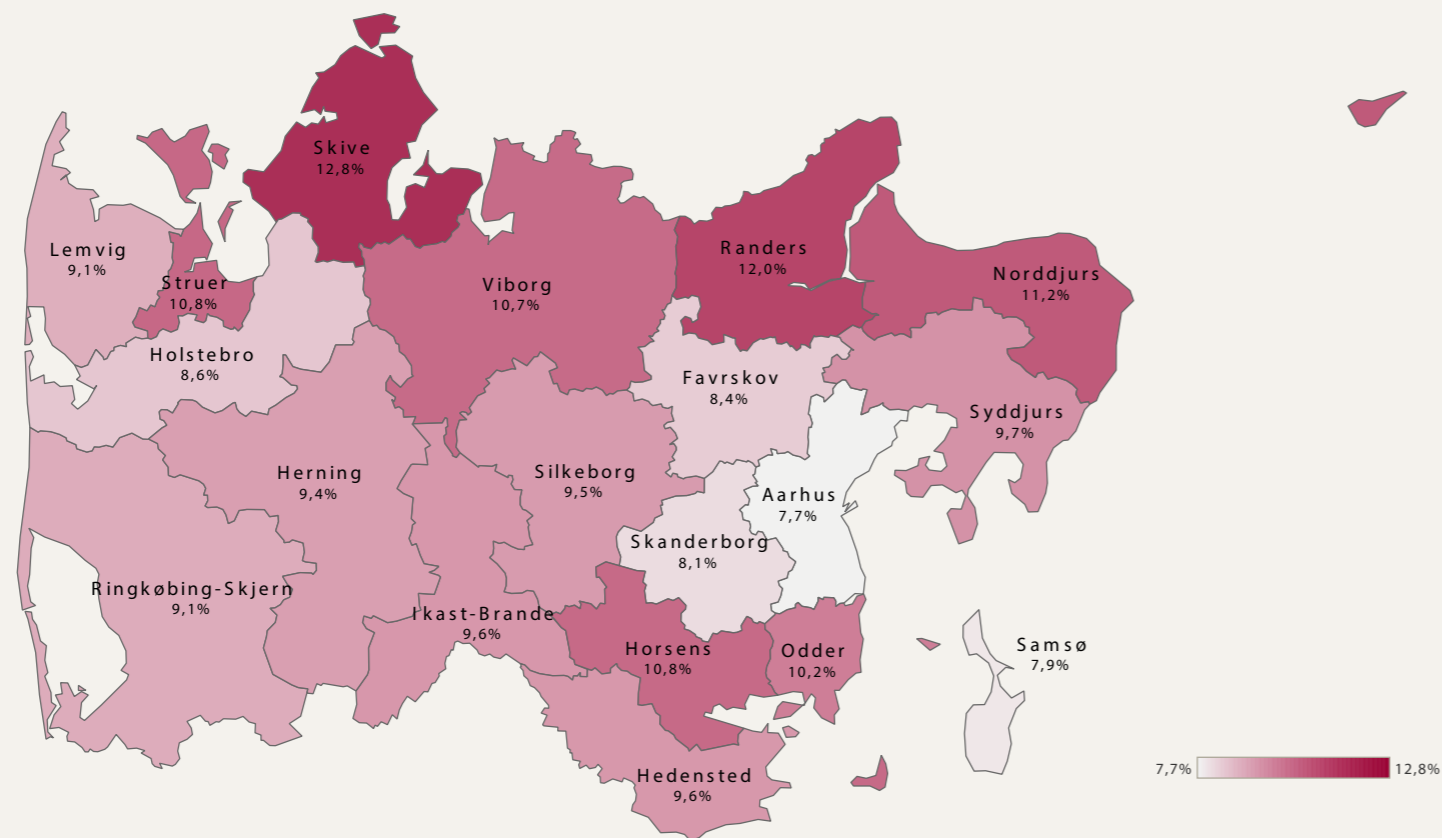 Skive
12,8%
Lemvig
9,1%
Struer
10,8%
Viborg
10,7%
Randers
12,0%
Norddjurs
11,2%
Holstebro
8,6%
Favrskov
8,4%
Syddjurs
9,7%
Herning
9,4%
Silkeborg
9,5%
Aarhus
7,7%
Skanderborg
8,1%
Ringkøbing-Skjern
9,1%
Ikast-Brande
9,6%
Horsens
10,8%
Odder
10,2%
Samsø
7,9%
Hedensted
9,6%
7,7% 12,8%